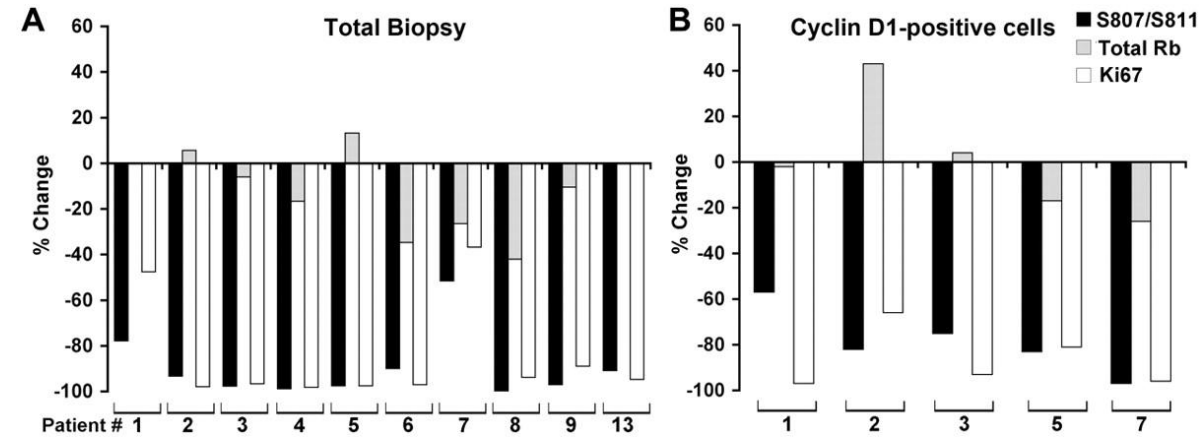 A
Total Biopsy
60
40
20
0
-20
-40
-60
-80
-100
% Change
Patient # 1 2 3 4 5 6 7 8 9 13
B
Cyclin D1-positive cells
S807/S811
Total Rb
Ki67
60
40
20
0
-20
-40
-60
-80
-100
% Change
1 2 3 5 7